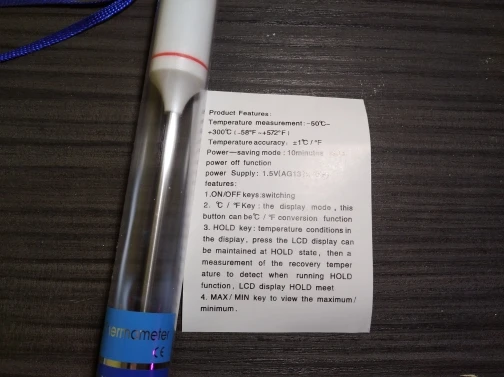 Product Features:
Temperature measurement: -50℃~
+300℃ (-58°F~+572°F)
Temperature accuracy: ±1℃/°F
Power—saving mode: 10minutes
power off function
power Supply: 1.5V(AG13)
features:
1.ON/OFF keys:switching
2. ℃ / °F Key: the display mode, this
button can be℃ / °F conversion function
3. HOLD key: temperature conditions in
the display, press the LCD display can
be maintained at HOLD state, then a
measurement of the recovery temper
ature to detect when running HOLD
function, LCD display HOLD meet
4. MAX/MIN key to view the maximum/
minimum.
thermometer
CE